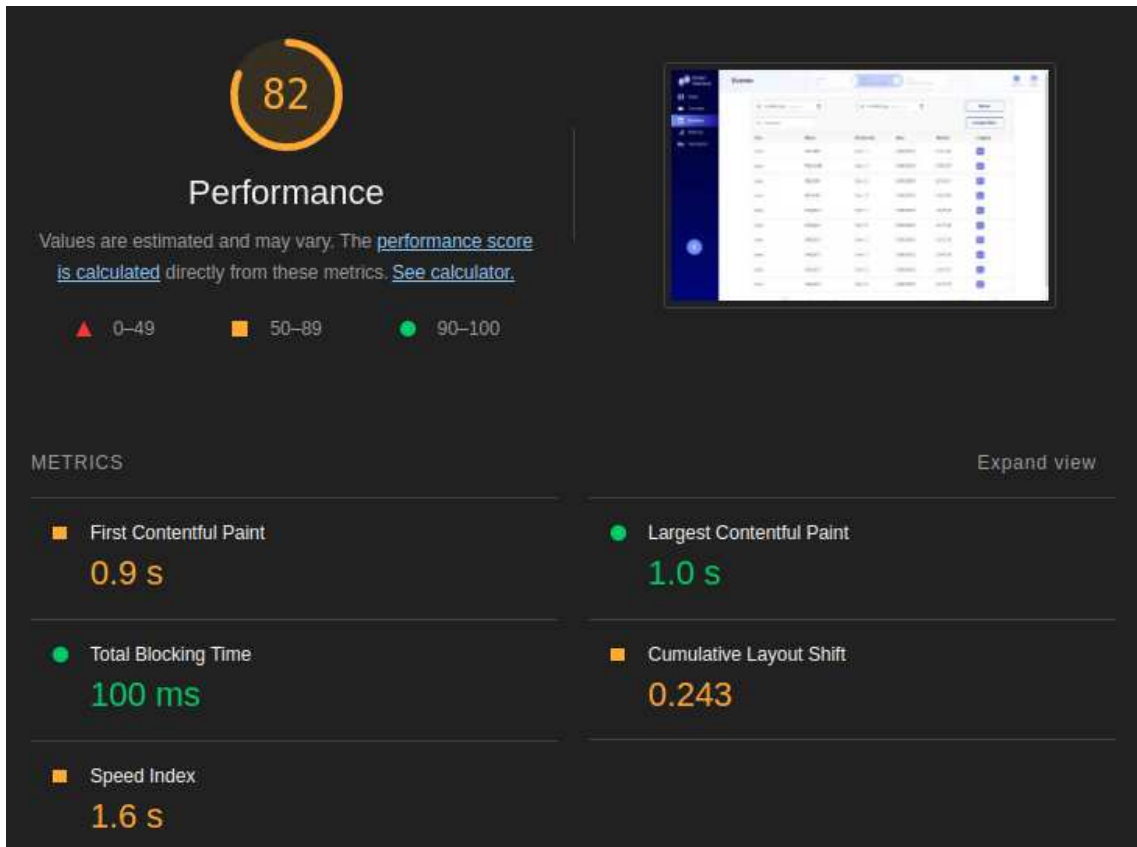 82
Performance
Values are estimated and may vary. The performance score
is calculated directly from these metrics. See calculator.
0–49
50–89
90–100
METRICS
Expand view
First Contentful Paint
0.9 s
Largest Contentful Paint
1.0 s
Total Blocking Time
100 ms
Cumulative Layout Shift
0.243
Speed Index
1.6 s